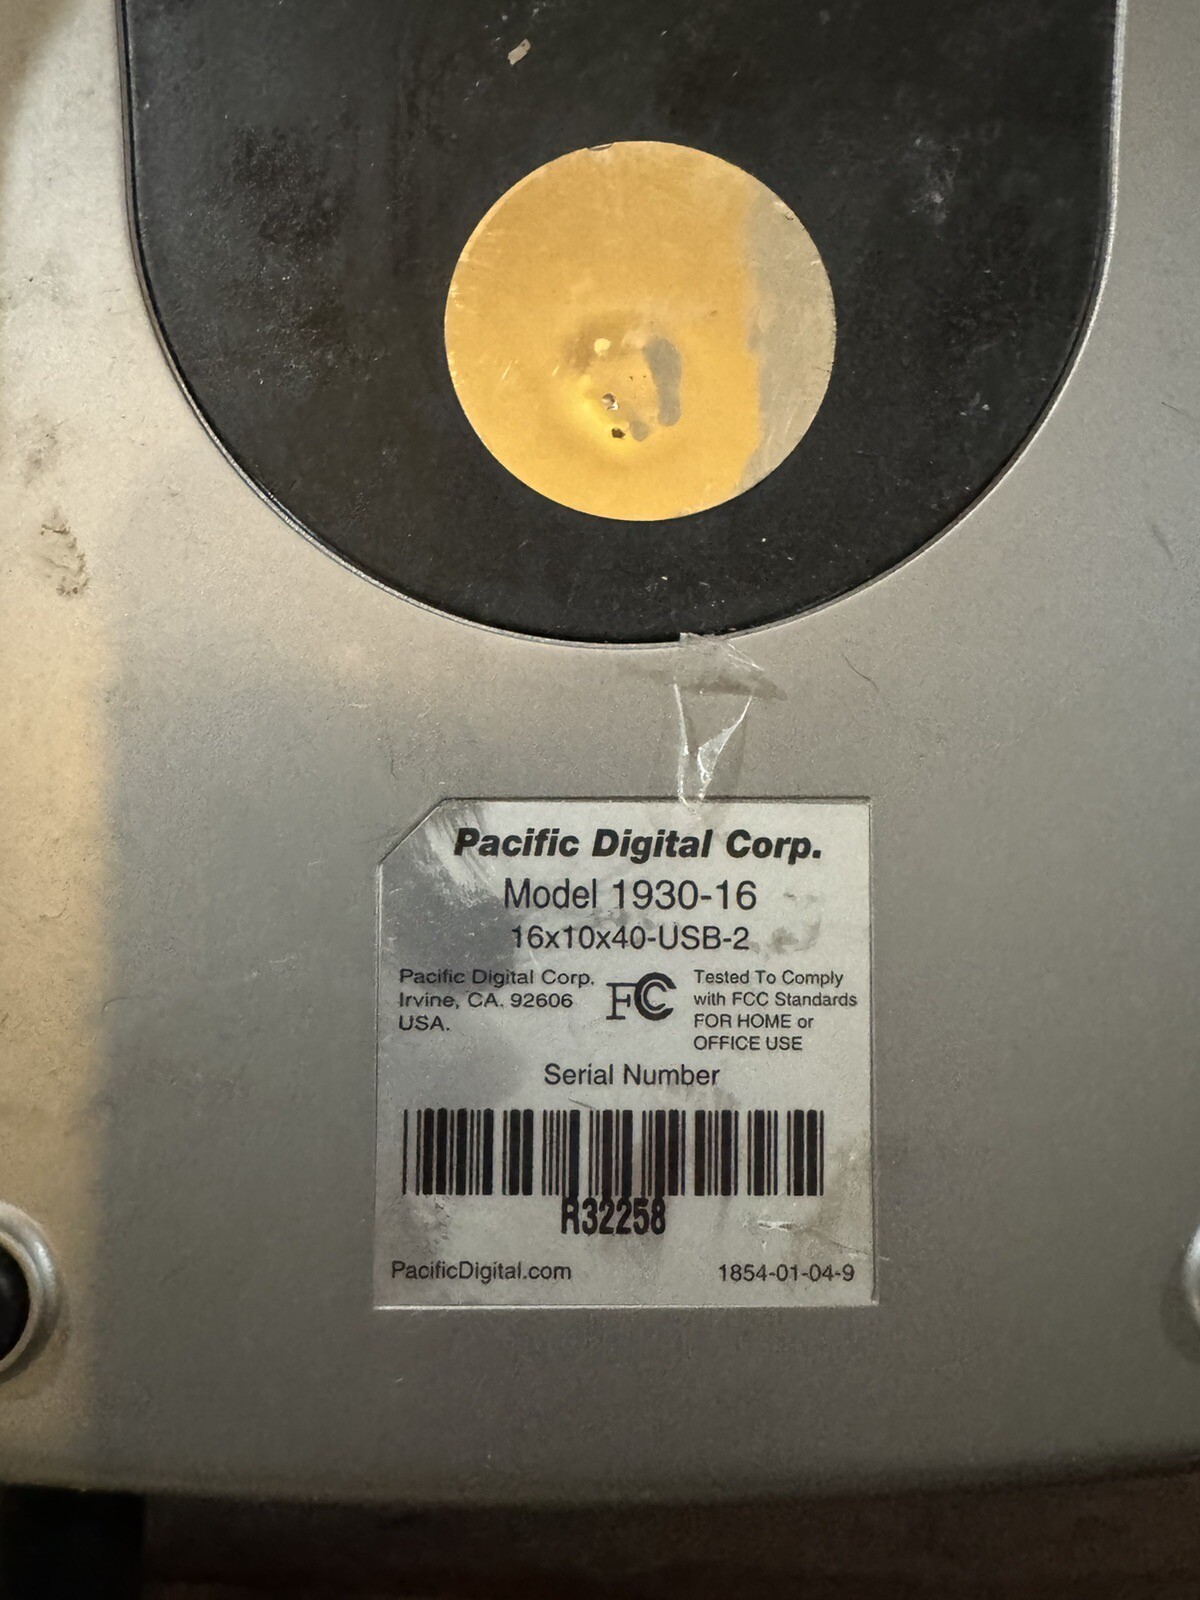 Pacific Digital Corp.
Model 1930-16
16x10x40-USB-2
Pacific Digital Corp.
Irvine, CA. 92606
USA.
FC
Tested To Comply
with FCC Standards
FOR HOME or
OFFICE USE
Serial Number
R32258
PacificDigital.com
1854-01-04-9